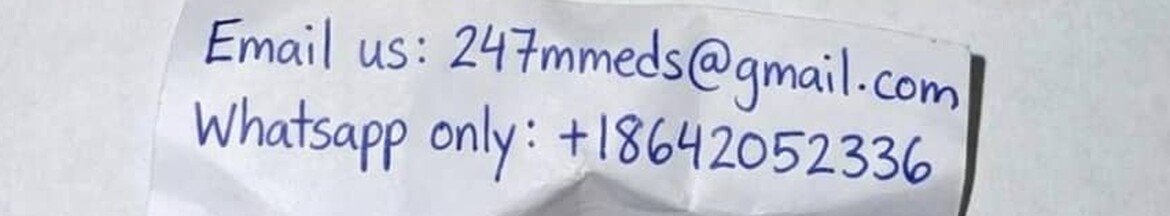 Email us: 247mmeds@gmail.com
Whatsapp only: +18642052336